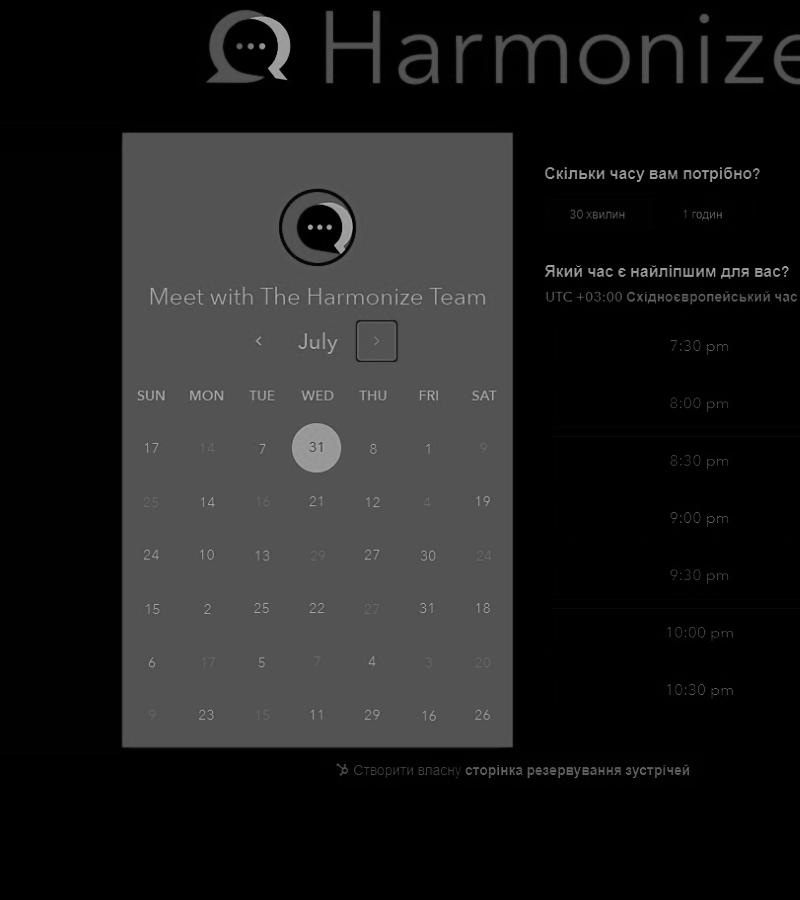 Harmonize
Meet with The Harmonize Team
July
SUN MON TUE WED THU FRI SAT
17 14 7 31 8 1 9
25 14 16 21 12 4 19
24 10 13 29 27 30 24
15 2 25 22 27 31 18
6 17 5 7 4 3 20
9 23 15 11 29 16 26
Скільки часу вам потрібно?
30 хвилин 1 годин
Який час є найліпшим для вас?
UTC +03:00 Східноєвропейський час
7:30 pm
8:00 pm
8:30 pm
9:00 pm
9:30 pm
10:00 pm
10:30 pm
Створити власну сторінка резервування зустрічей